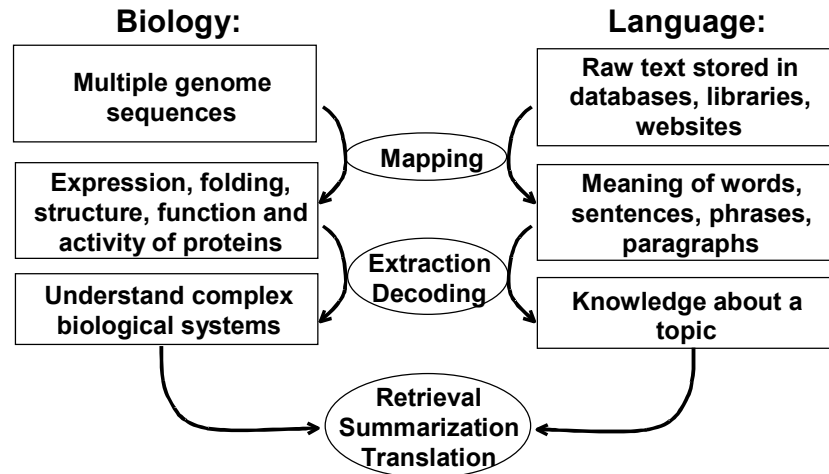 Biology:
Language:
Multiple genome
sequences
Raw text stored in
databases, libraries,
websites
Mapping
Expression, folding,
structure, function and
activity of proteins
Meaning of words,
sentences, phrases,
paragraphs
Extraction
Decoding
Understand complex
biological systems
Knowledge about a
topic
Retrieval
Summarization
Translation